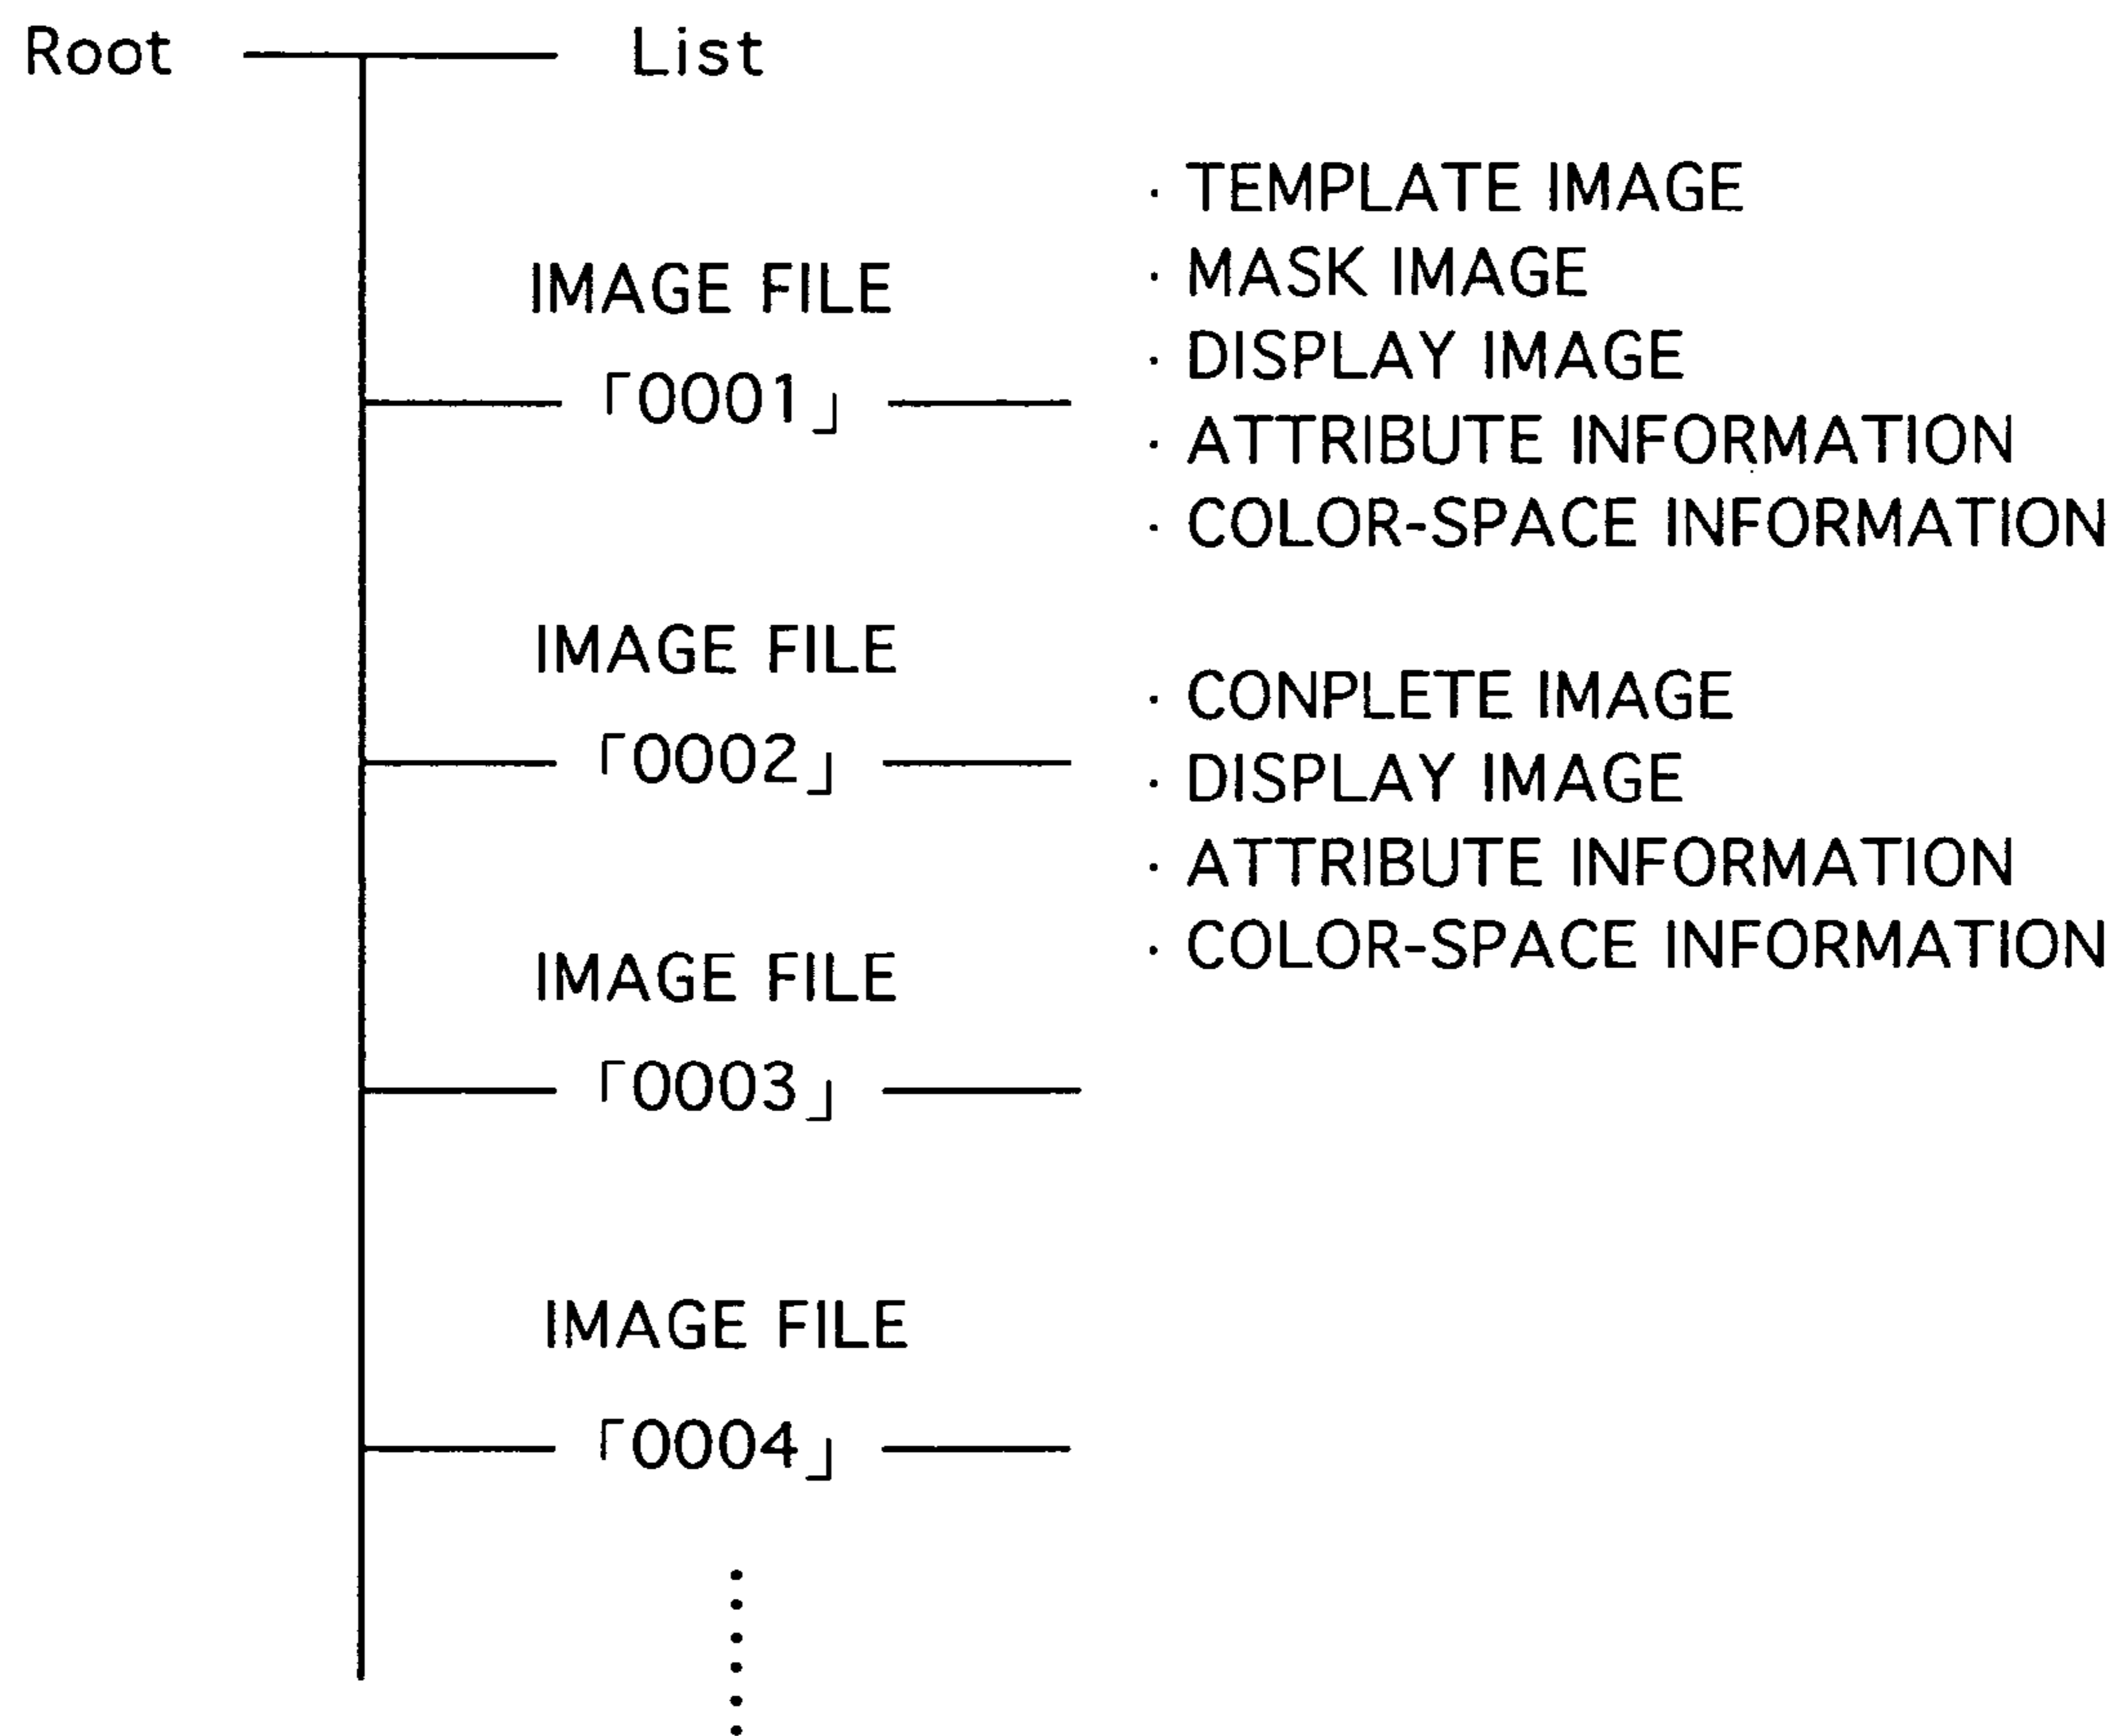 Root List
IMAGE FILE
「0001」
· TEMPLATE IMAGE
· MASK IMAGE
· DISPLAY IMAGE
· ATTRIBUTE INFORMATION
· COLOR-SPACE INFORMATION
IMAGE FILE
「0002」
· CONPLETE IMAGE
· DISPLAY IMAGE
· ATTRIBUTE INFORMATION
· COLOR-SPACE INFORMATION
IMAGE FILE
「0003」
IMAGE FILE
「0004」